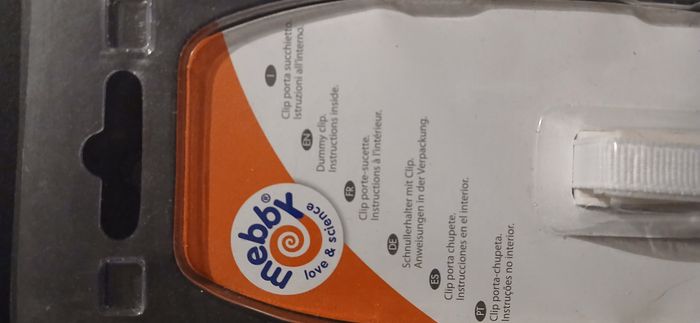 mebby®
love & science
I
Clip porta succhietto.
Istruzioni all'interno.
EN
Dummy clip.
Instructions inside.
FR
Clip porte-sucette.
Instructions à l'intérieur.
DE
Schnullerhalter mit Clip.
Anweisungen in der Verpackung.
ES
Clip porta chupete.
Instrucciones en el interior.
PT
Clip porta-chupeta.
Instruções no interior.